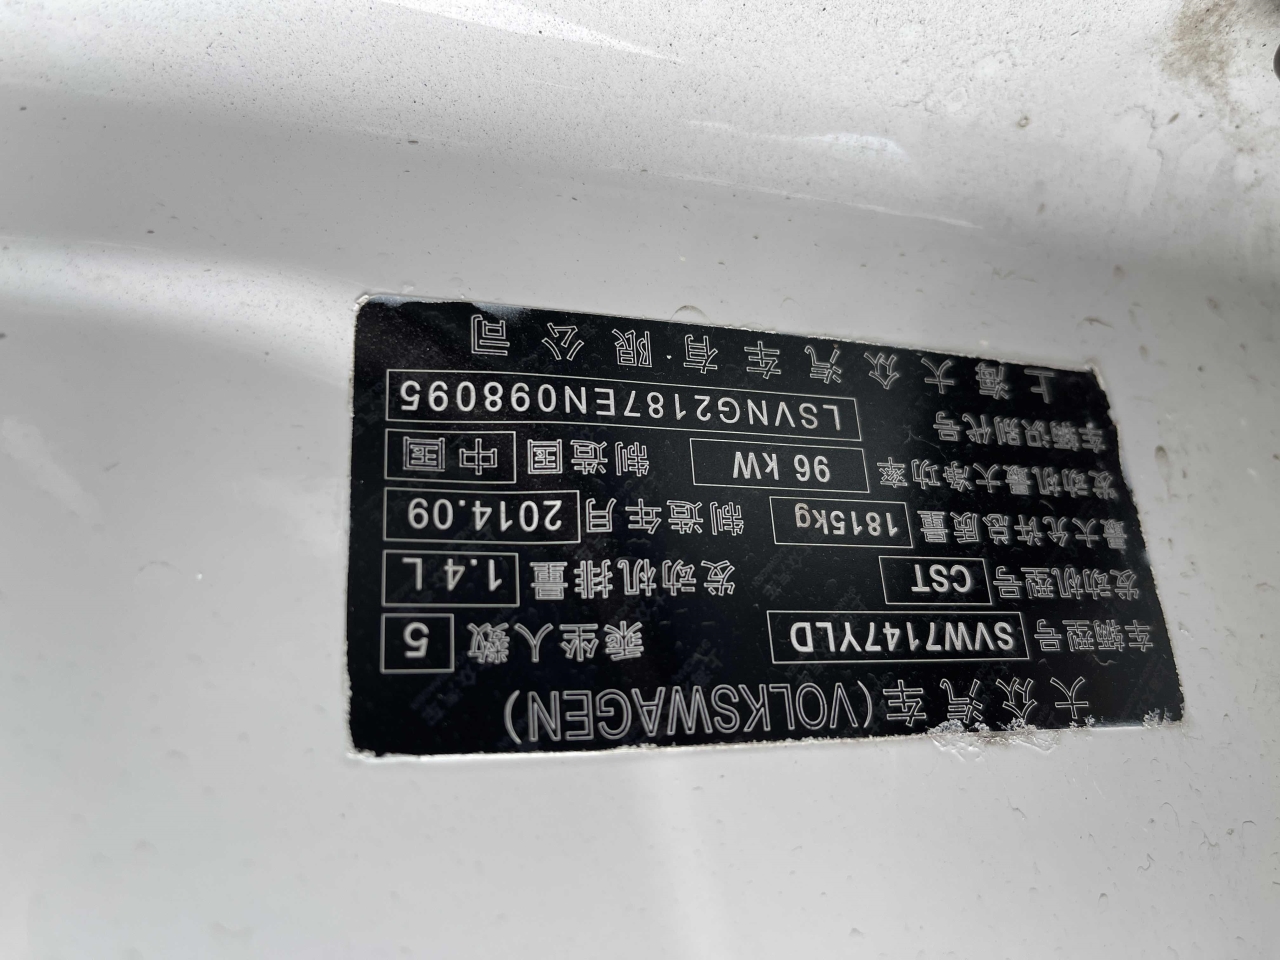 大众汽车(VOLKSWAGEN)
车辆型号 SVW7147YLD 乘坐人数 5
发动机型号 CST 发动机排量 1.4 L
最大允许总质量 1815kg 制造年月 2014.09
发动机最大净功率 96 kW 制造国 中国
车辆识别代号 LSVNG2187EN098095
上海大众汽车有限公司